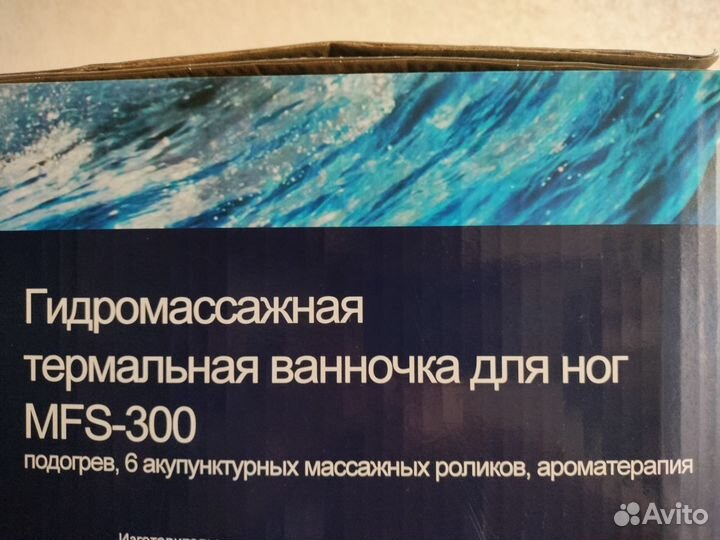 Гидромассажная
термальная ванночка для ног
MFS-300
подогрев, 6 акупунктурных массажных роликов, ароматерапия
Avito